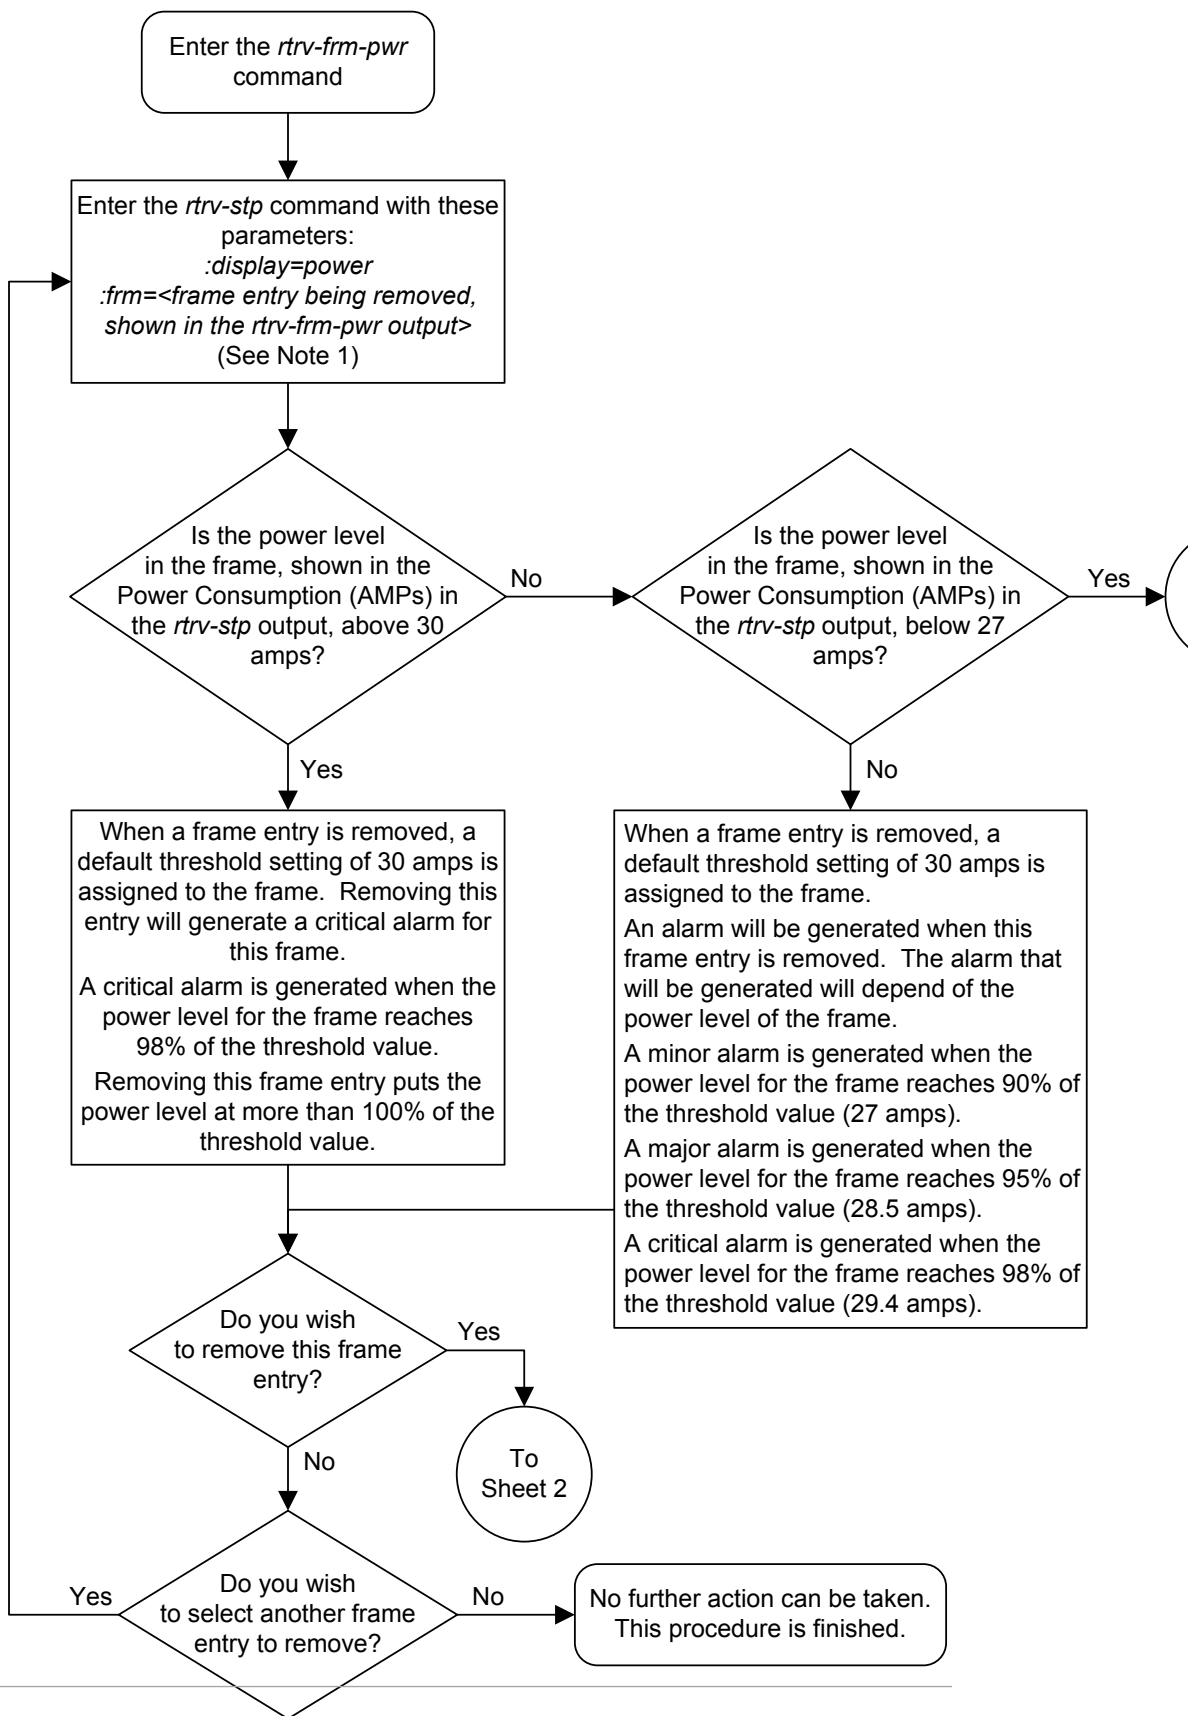 Enter the rtrv-frm-pwr
command
Enter the rtrv-stp command with these
parameters:
:display=power
:frm=<frame entry being removed,
shown in the rtrv-frm-pwr output>
(See Note 1)
Is the power level
in the frame, shown in the
Power Consumption (AMPs) in
the rtrv-stp output, above 30
amps?
No
Is the power level
in the frame, shown in the
Power Consumption (AMPs) in
the rtrv-stp output, below 27
amps?
Yes
Yes
No
When a frame entry is removed, a
default threshold setting of 30 amps is
assigned to the frame. Removing this
entry will generate a critical alarm for
this frame.
A critical alarm is generated when the
power level for the frame reaches
98% of the threshold value.
Removing this frame entry puts the
power level at more than 100% of the
threshold value.
When a frame entry is removed, a
default threshold setting of 30 amps is
assigned to the frame.
An alarm will be generated when this
frame entry is removed. The alarm that
will be generated will depend of the
power level of the frame.
A minor alarm is generated when the
power level for the frame reaches 90% of
the threshold value (27 amps).
A major alarm is generated when the
power level for the frame reaches 95% of
the threshold value (28.5 amps).
A critical alarm is generated when the
power level for the frame reaches 98% of
the threshold value (29.4 amps).
Do you wish
to remove this frame
entry?
Yes
To
Sheet 2
No
Do you wish
to select another frame
entry to remove?
Yes
No
No further action can be taken.
This procedure is finished.